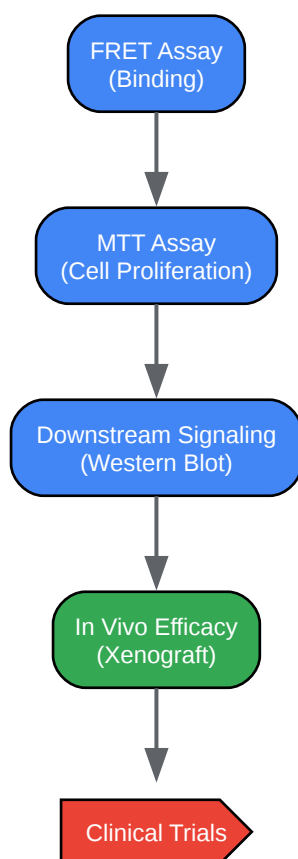 FRET Assay
(Binding)
MTT Assay
(Cell Proliferation)
Downstream Signaling
(Western Blot)
In Vivo Efficacy
(Xenograft)
Clinical Trials